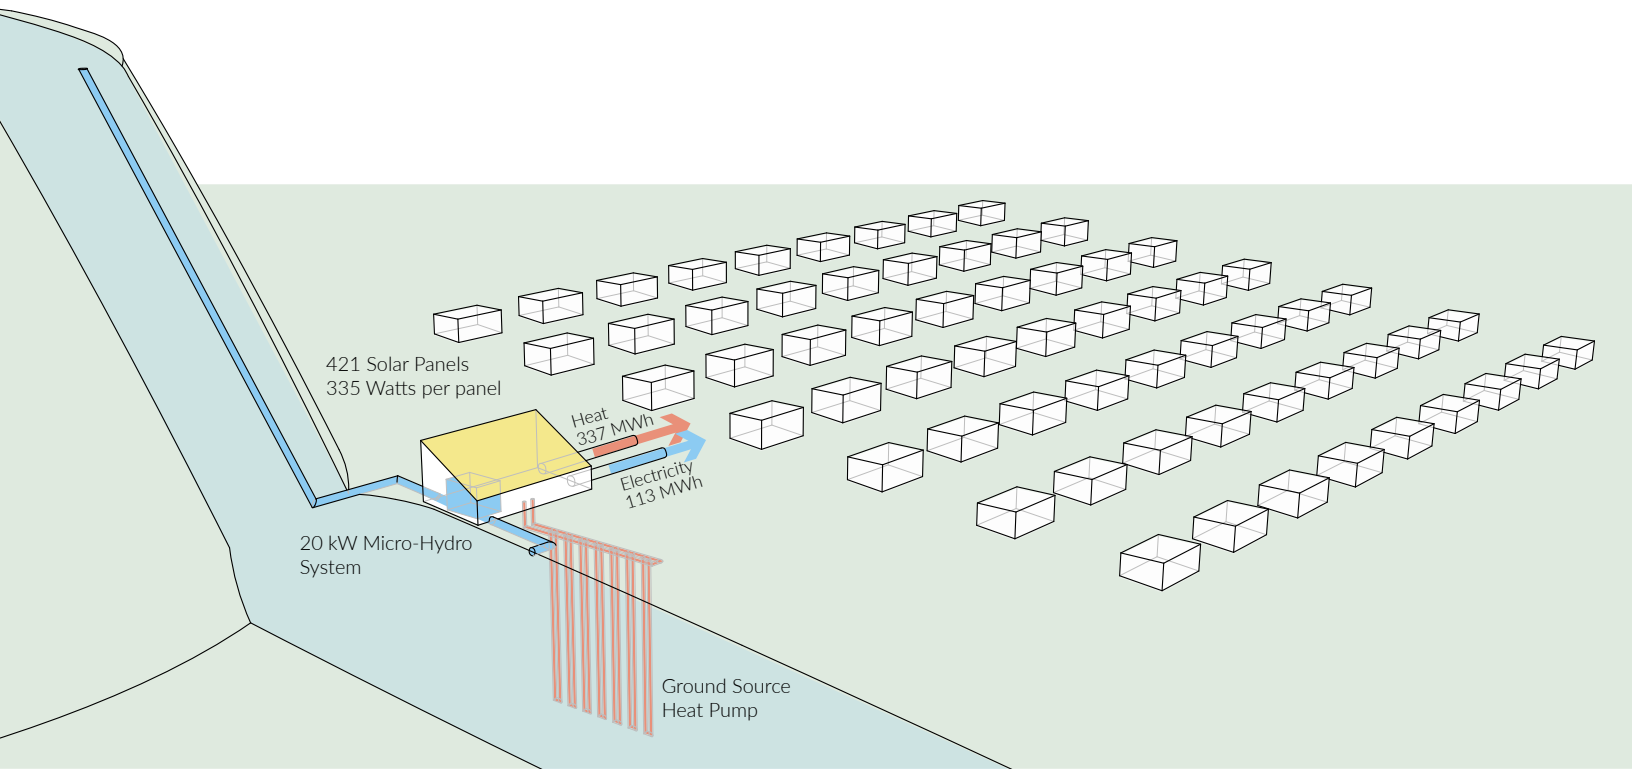 421 Solar Panels
335 Watts per panel
Heat
337 MWh
Electricity
113 MWh
20 kW Micro-Hydro
System
Ground Source
Heat Pump